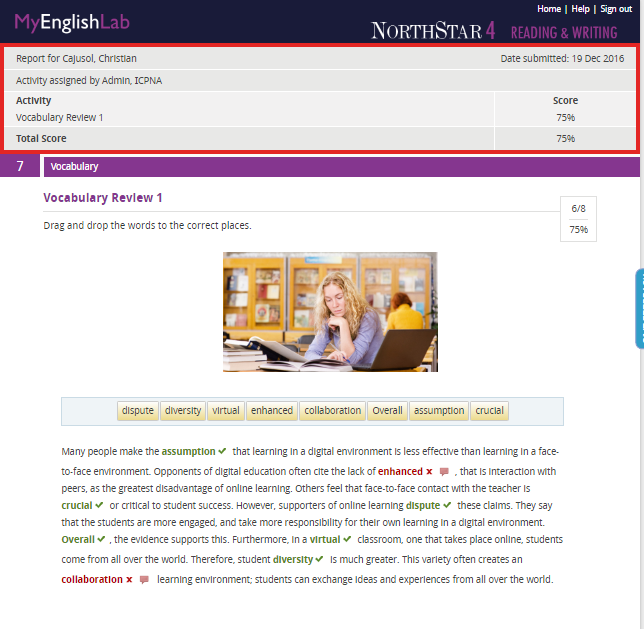 Home | Help | Sign out
MyEnglishLab
NORTHSTAR 4 READING & WRITING
Report for Cajusol, Christian Date submitted: 19 Dec 2016
Activity assigned by Admin, ICPNA
Activity Score
Vocabulary Review 1 75%
Total Score 75%
7 Vocabulary
Vocabulary Review 1
6/8
Drag and drop the words to the correct places.
75%
dispute diversity virtual enhanced collaboration Overall assumption crucial
Many people make the assumption ✔ that learning in a digital environment is less effective than learning in a face-
to-face environment. Opponents of digital education often cite the lack of enhanced ✖ , that is interaction with
peers, as the greatest disadvantage of online learning. Others feel that face-to-face contact with the teacher is
crucial ✔ or critical to student success. However, supporters of online learning dispute ✔ these claims. They say
that the students are more engaged, and take more responsibility for their own learning in a digital environment.
Overall ✔ , the evidence supports this. Furthermore, in a virtual ✔ classroom, one that takes place online, students
come from all over the world. Therefore, student diversity ✔ is much greater. This variety often creates an
collaboration ✖ learning environment; students can exchange ideas and experiences from all over the world.